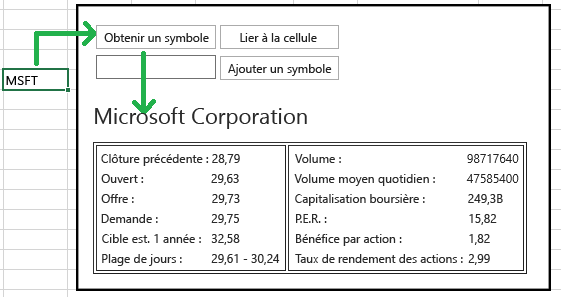 Obtenir un symbole Lier à la cellule
MSFT
Ajouter un symbole
Microsoft Corporation
Clôture précédente : 28,79 Volume : 98717640
Ouvert : 29,63 Volume moyen quotidien : 47585400
Offre : 29,73 Capitalisation boursière : 249,3B
Demande : 29,75 P.E.R. : 15,82
Cible est. 1 année : 32,58 Bénéfice par action : 1,82
Plage de jours : 29,61 - 30,24 Taux de rendement des actions : 2,99